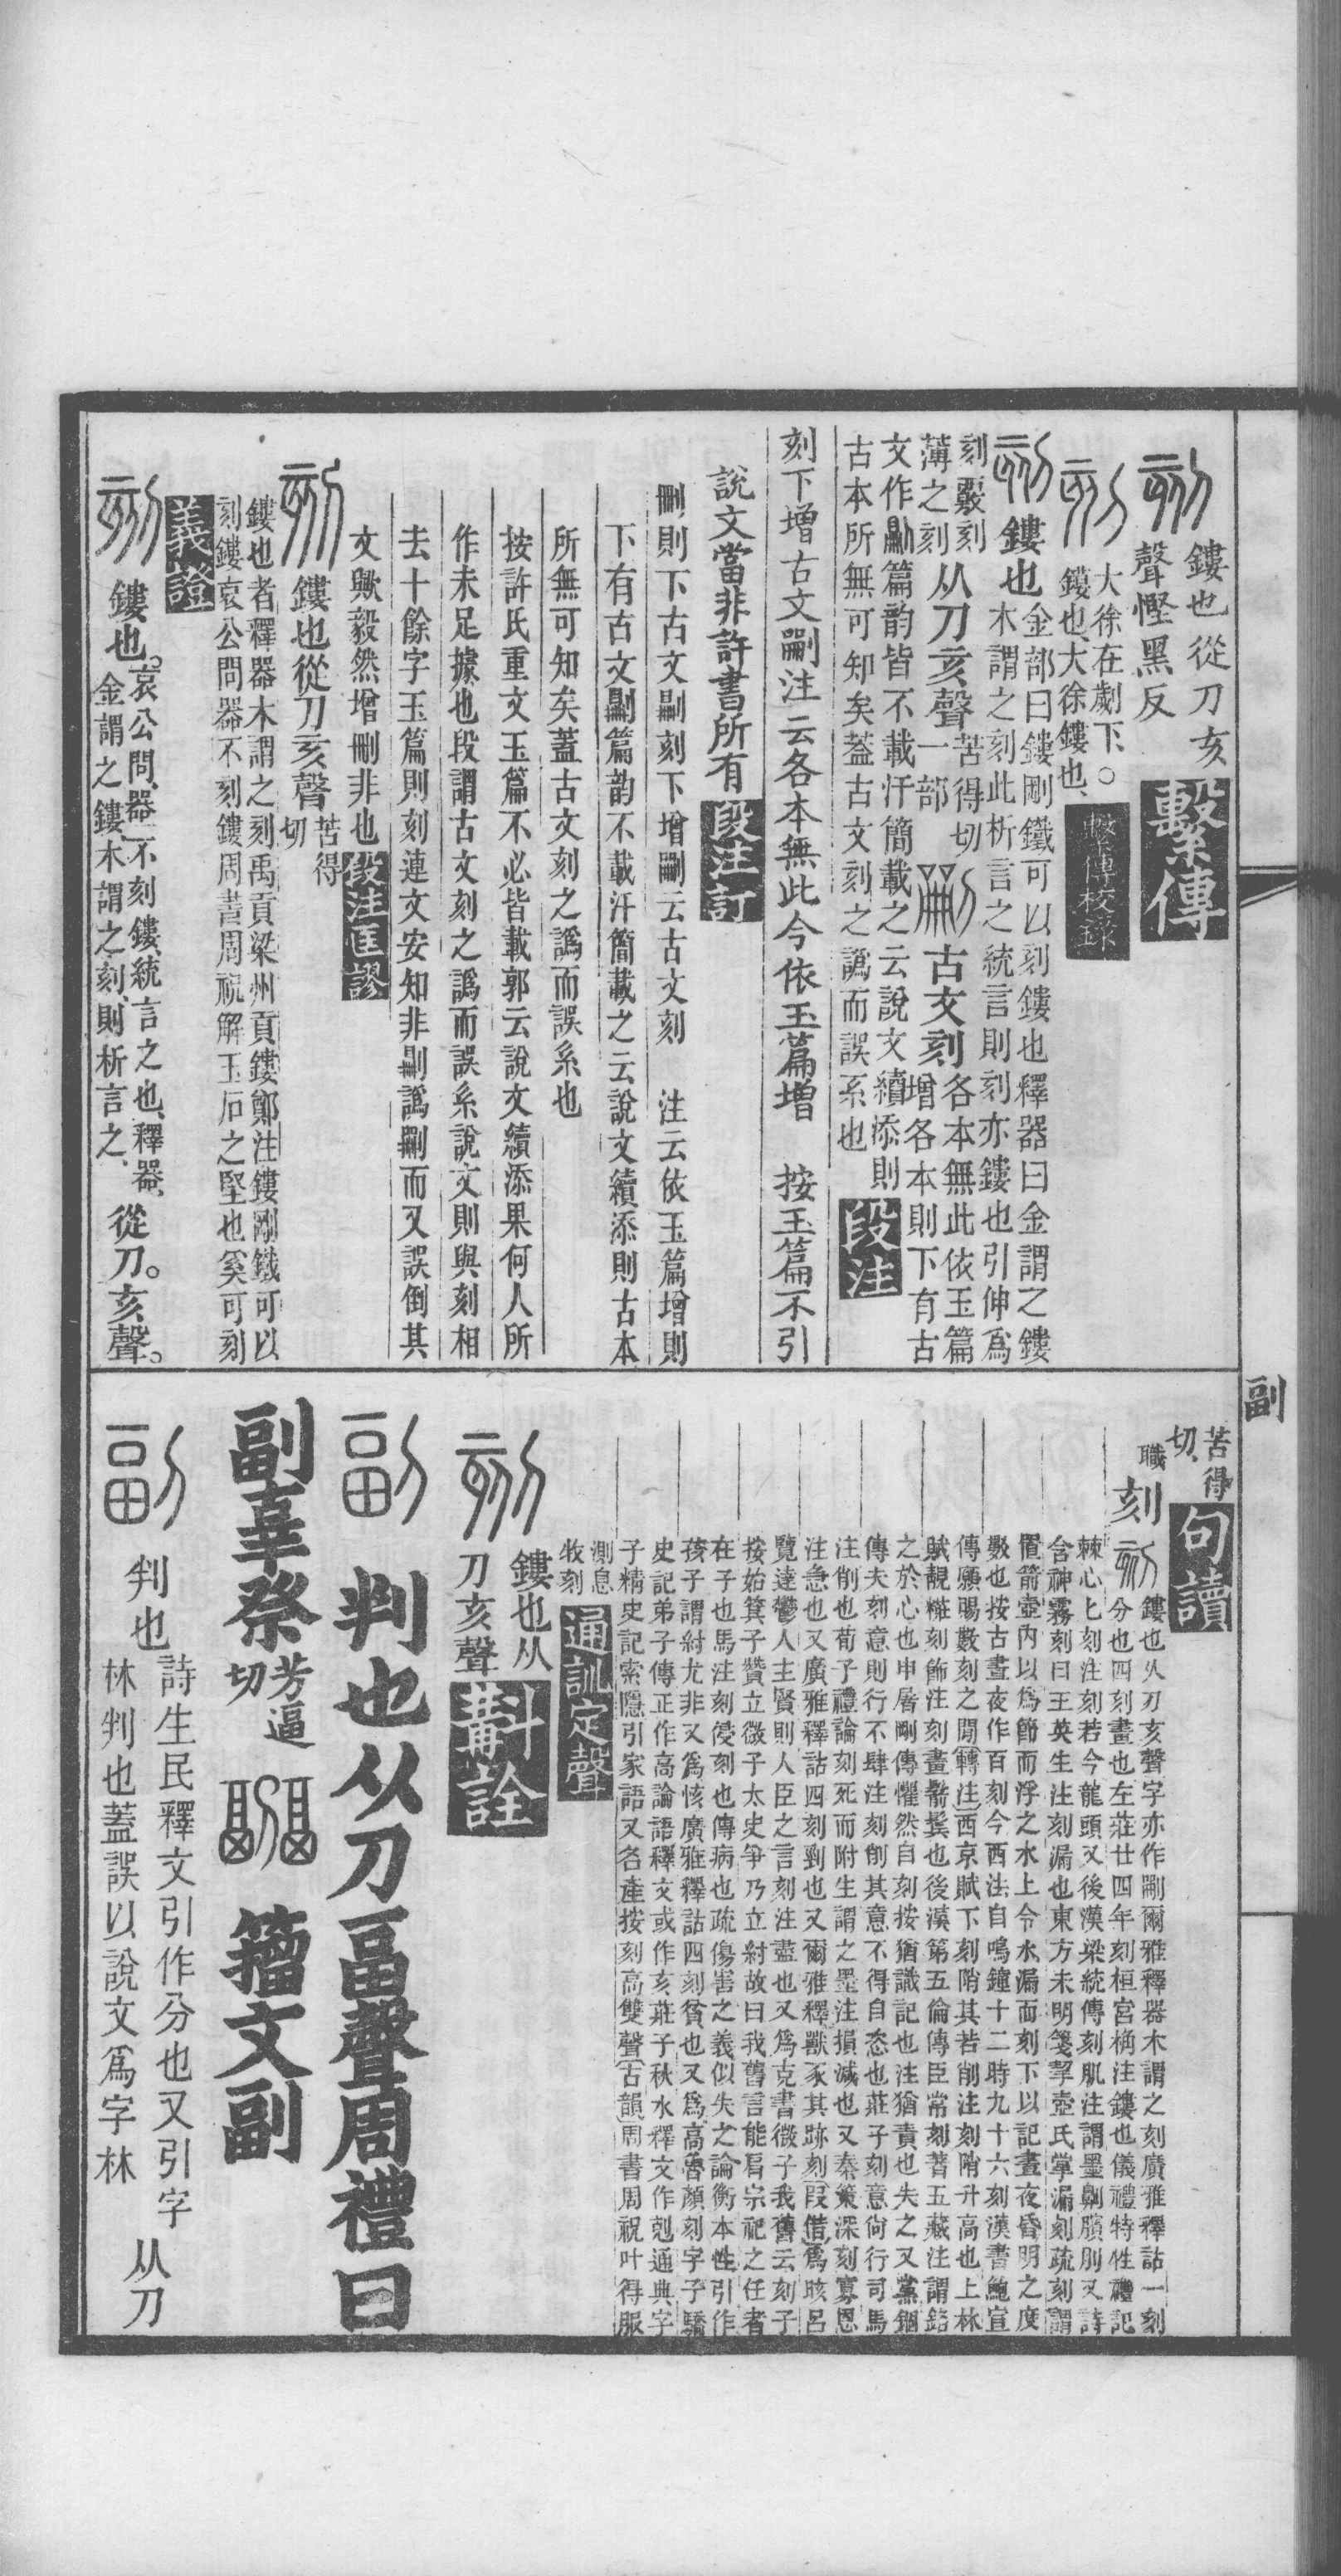 鏤也從刀亥
聲慳黑反
繫傳
大徐在劌下○
鏤也大徐鏤也
繫傳校錄
鏤也
金部曰鏤剛鐵可以刻鏤也釋器曰金謂之鏤
木謂之刻此析言之統言則刻亦鏤也引伸爲
刻覈刻
薄之刻
从刀亥聲
苦得切
一部
古文刻
各本無此依玉篇
增各本則下有古
文作𠟭篇韵皆不載汗簡載之云說文續添則
古本所無可知矣蓋古文刻之譌而誤系也
段注
刻下增古文𠛳注云各本無此今依玉篇增　按玉篇不引
說文當非許書所有
段注訂
刪則下古文𠟭刻下增𠛳云古文刻　注云依玉篇增則
下有古文𠟭篇韵不載汗簡載之云說文續添則古本
所無可知矣蓋古文刻之譌而誤系也
按許氏重文玉篇不必皆載郭云說文續添果何人所
作未足據也段謂古文刻之譌而誤系說文則與刻相
去十餘字玉篇則刻連文安知非𠟭譌𠛳而又誤倒其
文歟毅然增刪非也
段注匡謬
鏤也從刀亥聲
苦得
切
鏤也者釋器木謂之刻禹貢梁州貢鏤鄭注鏤剛鐵可以
刻鏤哀公問器不刻鏤周書周祝解玉石之堅也奚可刻
義證
鏤也。
哀公問、器不刻鏤、統言之也、釋器、
金謂之鏤、木謂之刻、則析言之、
從刀。亥聲。
副
苦得
切、
句讀
職
刻
鏤也从刀亥聲字亦作剾爾雅釋器木謂之刻廣雅釋詁一刻
分也四刻畫也左莊廿四年刻桓宮桷注鏤也儀禮特牲禮記
棘心匕刻注刻若今龍頭又後漢梁統傳刻肌注謂墨劓臏刖又詩
含神霧刻曰王英生注刻漏也東方未明箋挈壺氏掌漏刻疏刻謂
置箭壺內以爲節而浮之水上令水漏而刻下以記晝夜昏明之度
數也按古晝夜作百刻今西法自鳴鐘十二時九十六刻漢書鮑宣
傳願賜數刻之閒轉注西京賦下刻陗其若削注刻陗升高也上林
賦靚糚刻飾注刻畫鬋鬢也後漢第五倫傳臣常刻著五藏注謂銘
之於心也申屠剛傳懼然自刻按猶識記也注猶責也失之又黨錮
傳夫刻意則行不肆注刻削其意不得自恣也莊子刻意尙行司馬
注削也荀子禮論刻死而附生謂之墨注損減也又秦策深刻寡恩
注急也又廣雅釋詁四刻剄也又爾雅釋獸豕其跡刻叚借爲晐呂
覽達鬱人主賢則人臣之言刻注盡也又爲克書微子我舊云刻子
按始箕子贊立微子太史爭乃立紂故曰我舊言能爲宗祀之任者
在子也馬注刻侵刻也傳病也疏傷害之義似失之論衡本性引作
孩子謂紂尤非又爲侅廣雅釋詁四刻貧也又爲高魯顏刻字子驕
史記弟子傳正作高論語釋文或作亥莊子秋水釋文作剋通典字
子精史記索隱引家語又名產按刻高雙聲古韻周書周祝叶得服
測息
牧刻
通訓定聲
鏤也从
刀亥聲
斠詮
判也从刀畐聲周禮曰
副辜祭
芳逼
切
籀文副
判也
詩生民釋文引作分也又引字
林判也蓋誤以說文爲字林
从刀